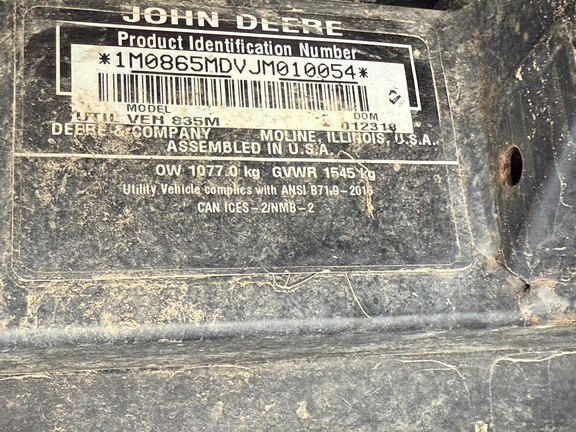 JOHN DEERE
Product Identification Number
*1M0865MDVJM010054*
MODEL DOM
UTIL VEH 835M 012318
DEERE & COMPANY MOLINE, ILLINOIS, U.S.A.
ASSEMBLED IN U.S.A.
OW 1077.0 kg GVWR 1545 kg
Utility Vehicle complies with ANSI B71.9-2016
CAN ICES-2/NMB-2